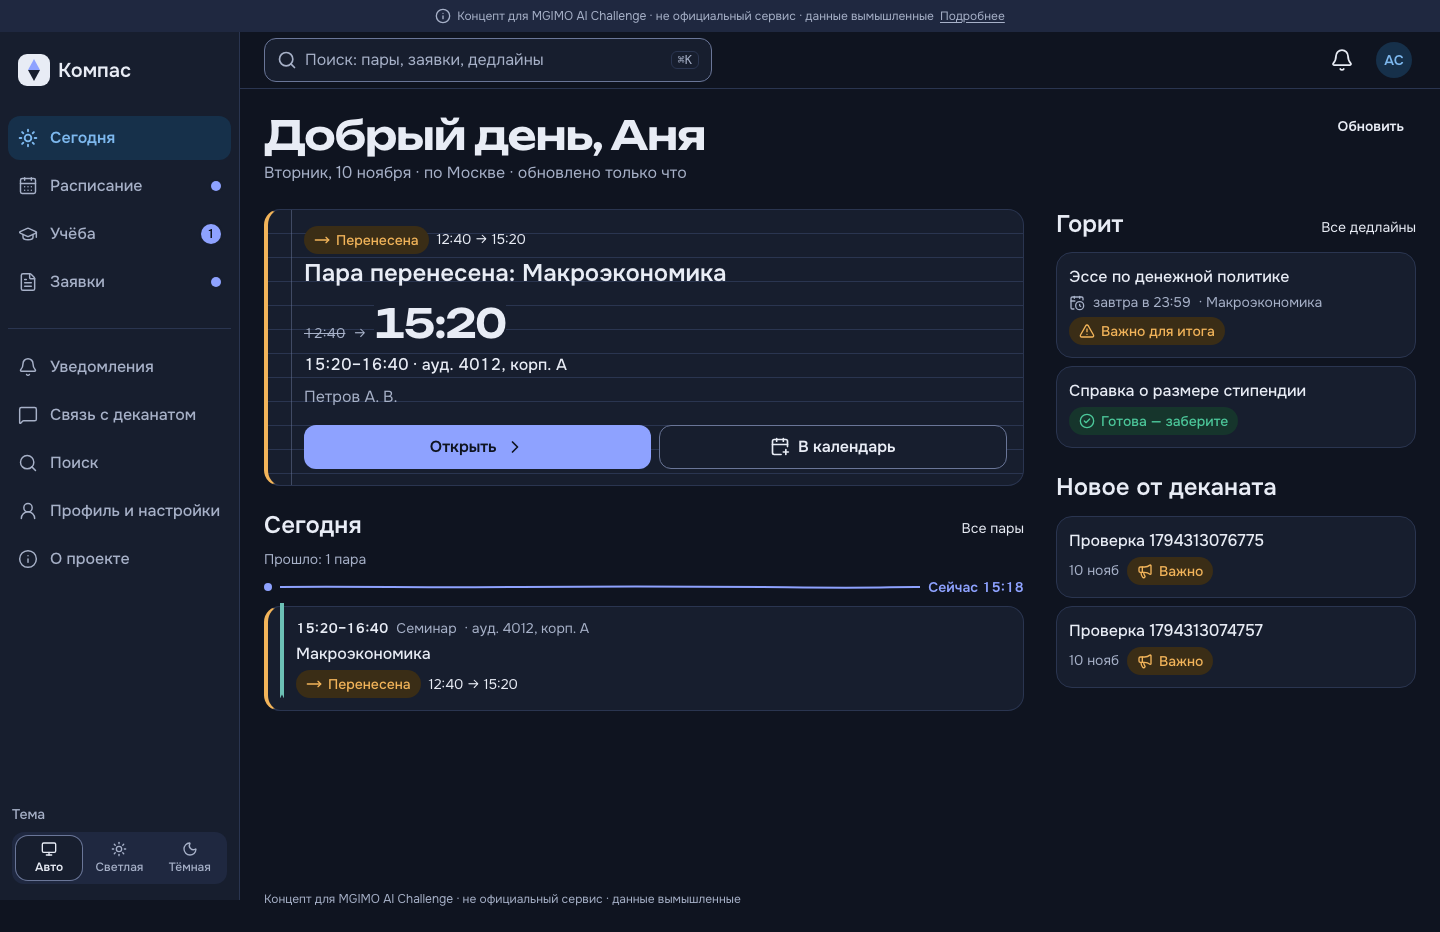 Концепт для MGIMO AI Challenge · не официальный сервис · данные вымышленные Подробнее
Компас
Поиск: пары, заявки, дедлайны
⌘K
АС
Сегодня
Расписание
Учёба
1
Заявки
Уведомления
Связь с деканатом
Поиск
Профиль и настройки
О проекте
Тема
Авто
Светлая
Тёмная
Добрый день, Аня
Обновить
Вторник, 10 ноября · по Москве · обновлено только что
→ Перенесена 12:40 → 15:20
Пара перенесена: Макроэкономика
12:40 → 15:20
15:20–16:40 · ауд. 4012, корп. А
Петров А. В.
Открыть
В календарь
Сегодня
Все пары
Прошло: 1 пара
Сейчас 15:18
15:20–16:40 Семинар · ауд. 4012, корп. А
Макроэкономика
→ Перенесена 12:40 → 15:20
Горит
Все дедлайны
Эссе по денежной политике
завтра в 23:59 · Макроэкономика
Важно для итога
Справка о размере стипендии
Готова — заберите
Новое от деканата
Проверка 1794313076775
10 нояб Важно
Проверка 1794313074757
10 нояб Важно
Концепт для MGIMO AI Challenge · не официальный сервис · данные вымышленные